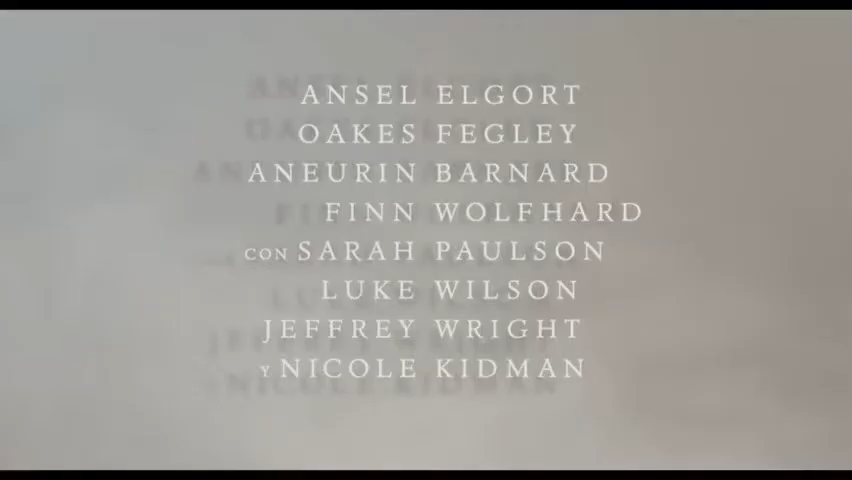 ANSEL ELGORT
OAKES FEGLEY
ANEURIN BARNARD
FINN WOLFHARD
CON SARAH PAULSON
LUKE WILSON
JEFFREY WRIGHT
Y NICOLE KIDMAN